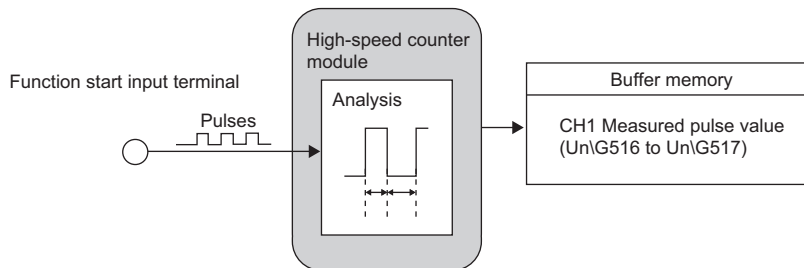 High-speed counter
module
Function start input terminal
Pulses
Analysis
Buffer memory
CH1 Measured pulse value
(Un\G516 to Un\G517)